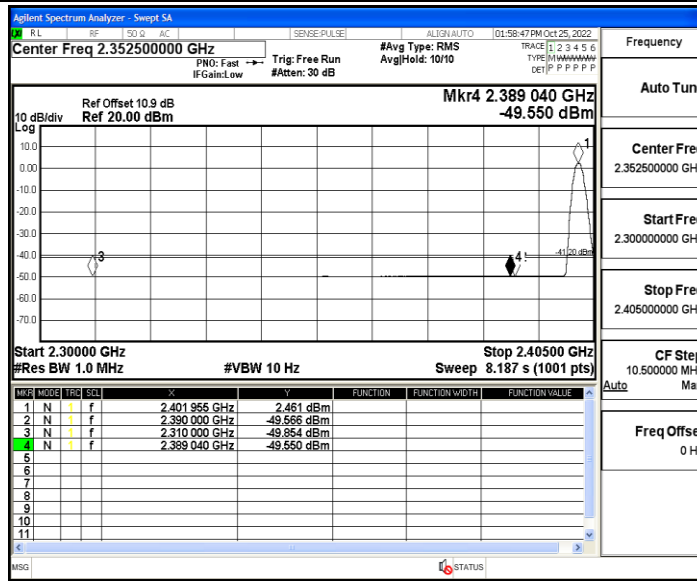 Agilent Spectrum Analyzer - Swept SA
RL RF 50 Ω AC SENSE:PULSE ALIGN AUTO 01:58:47 PM Oct 25, 2022
Center Freq 2.352500000 GHz #Avg Type: RMS TRACE 1 2 3 4 5 6
PNO: Fast Trig: Free Run Avg|Hold: 10/10 TYPE
IFGain:Low #Atten: 30 dB DET P P P P P P
Frequency
Auto Tun
Center Fre
2.352500000 GH
Start Fre
2.300000000 GH
Stop Fre
2.405000000 GH
CF Step
10.500000 MH
Auto Ma
Freq Offse
0 H
Mkr4 2.389 040 GHz
-49.550 dBm
Ref Offset 10.9 dB
10 dB/div Ref 20.00 dBm
Log
10.0
0.00
-10.0
-20.0
-30.0
-40.0
-50.0
-60.0
-70.0
1
3
4
-41.20 dBm
Start 2.30000 GHz Stop 2.40500 GHz
#Res BW 1.0 MHz #VBW 10 Hz Sweep 8.187 s (1001 pts)
MKR MODE TRC SCL X Y FUNCTION FUNCTION WIDTH FUNCTION VALUE
1 N 1 f 2.401 955 GHz 2.461 dBm
2 N 1 f 2.390 000 GHz -49.566 dBm
3 N 1 f 2.310 000 GHz -49.854 dBm
4 N 1 f 2.389 040 GHz -49.550 dBm
5
6
7
8
9
10
11
MSG STATUS